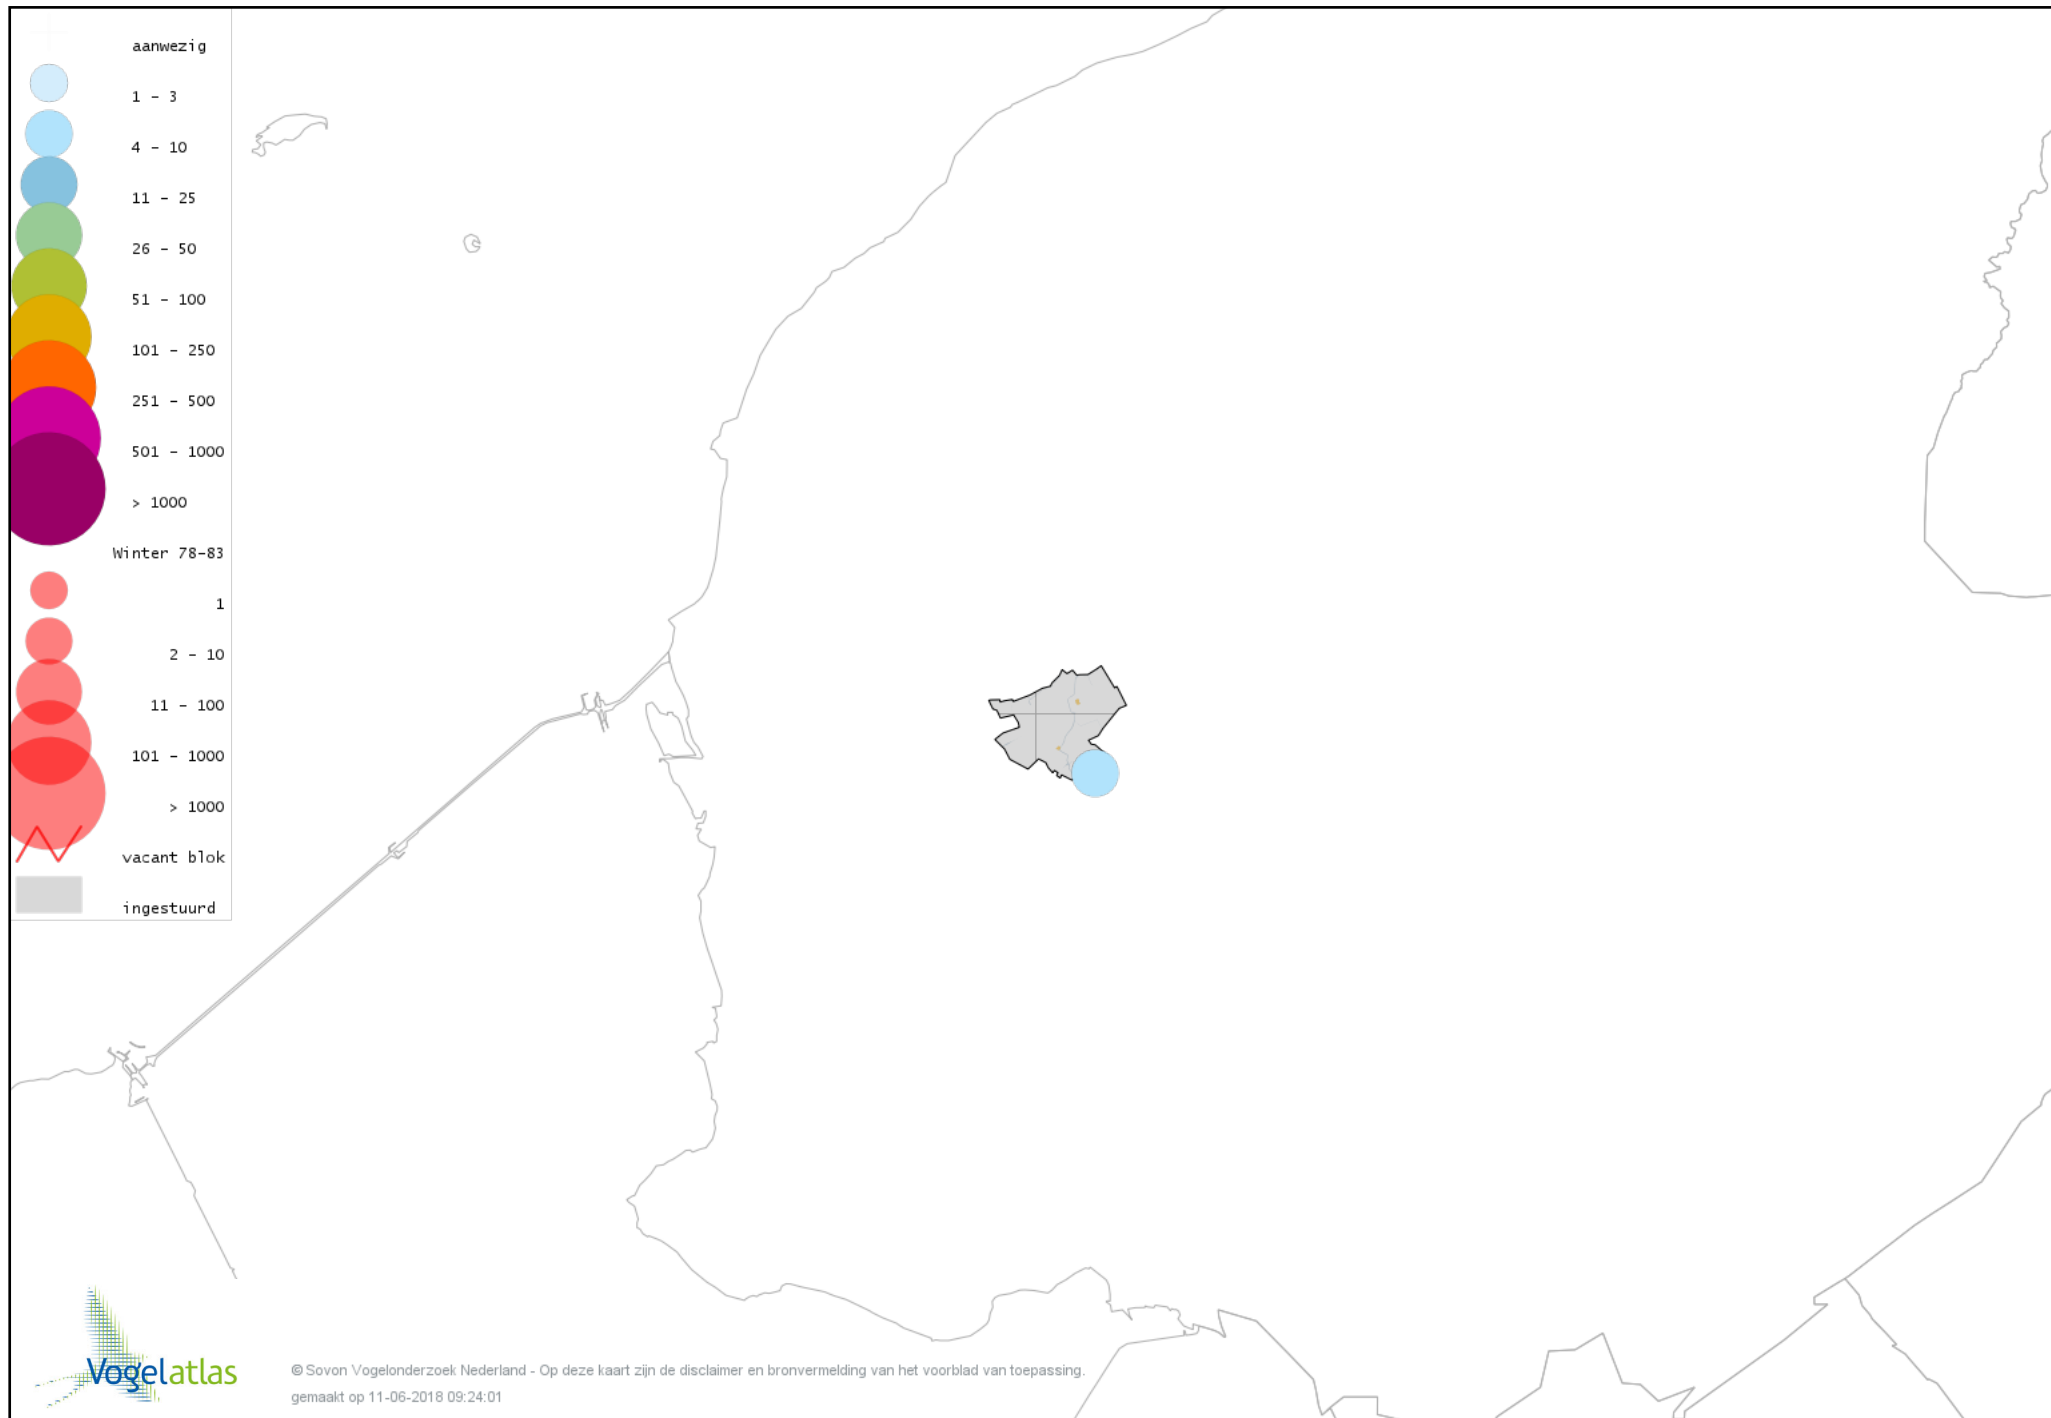 aanwezig
1 - 3
4 - 10
11 - 25
26 - 50
51 - 100
101 - 250
251 - 500
501 - 1000
> 1000
Winter 78-83
1
2 - 10
11 - 100
101 - 1000
> 1000
vacant blok
ingestuurd
Vogelatlas
© Sovon Vogelonderzoek Nederland - Op deze kaart zijn de disclaimer en bronvermelding van het voorblad van toepassing.
gemaakt op 11-06-2018 09:24:01